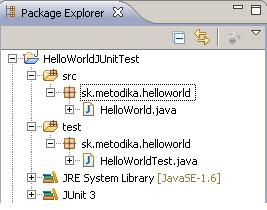 Package Explorer
HelloWorldJUnitTest
src
sk.metodika.helloworld
HelloWorld.java
test
sk.metodika.helloworld
HelloWorldTest.java
JRE System Library [JavaSE-1.6]
JUnit 3